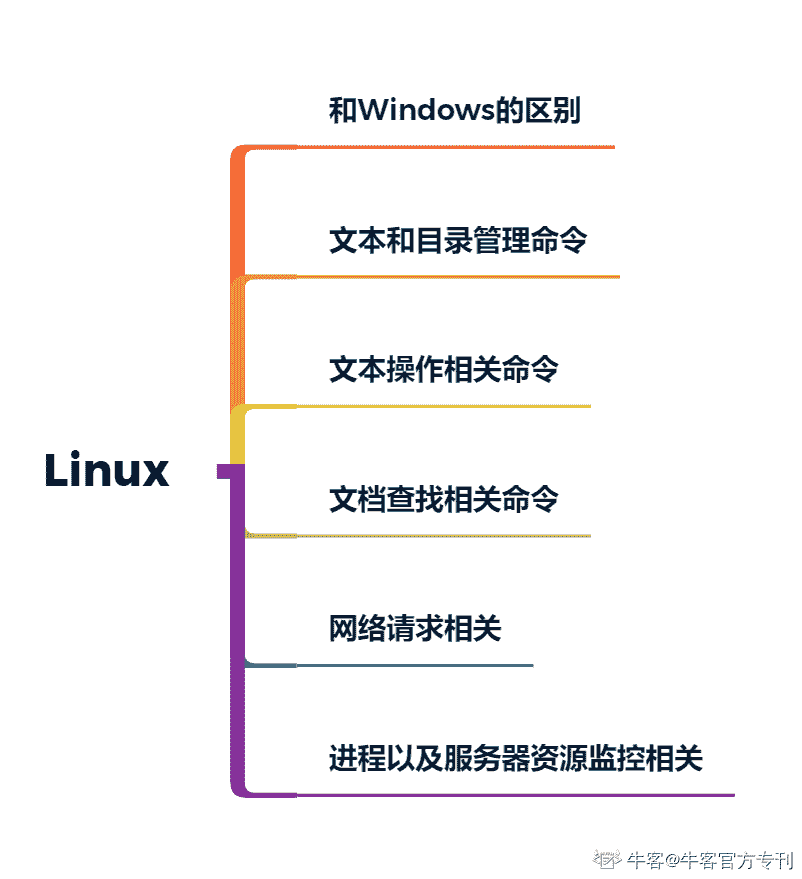 和Windows的区别
文本和目录管理命令
文本操作相关命令
Linux
文档查找相关命令
网络请求相关
进程以及服务器资源监控相关
牛客@牛客官方专刊